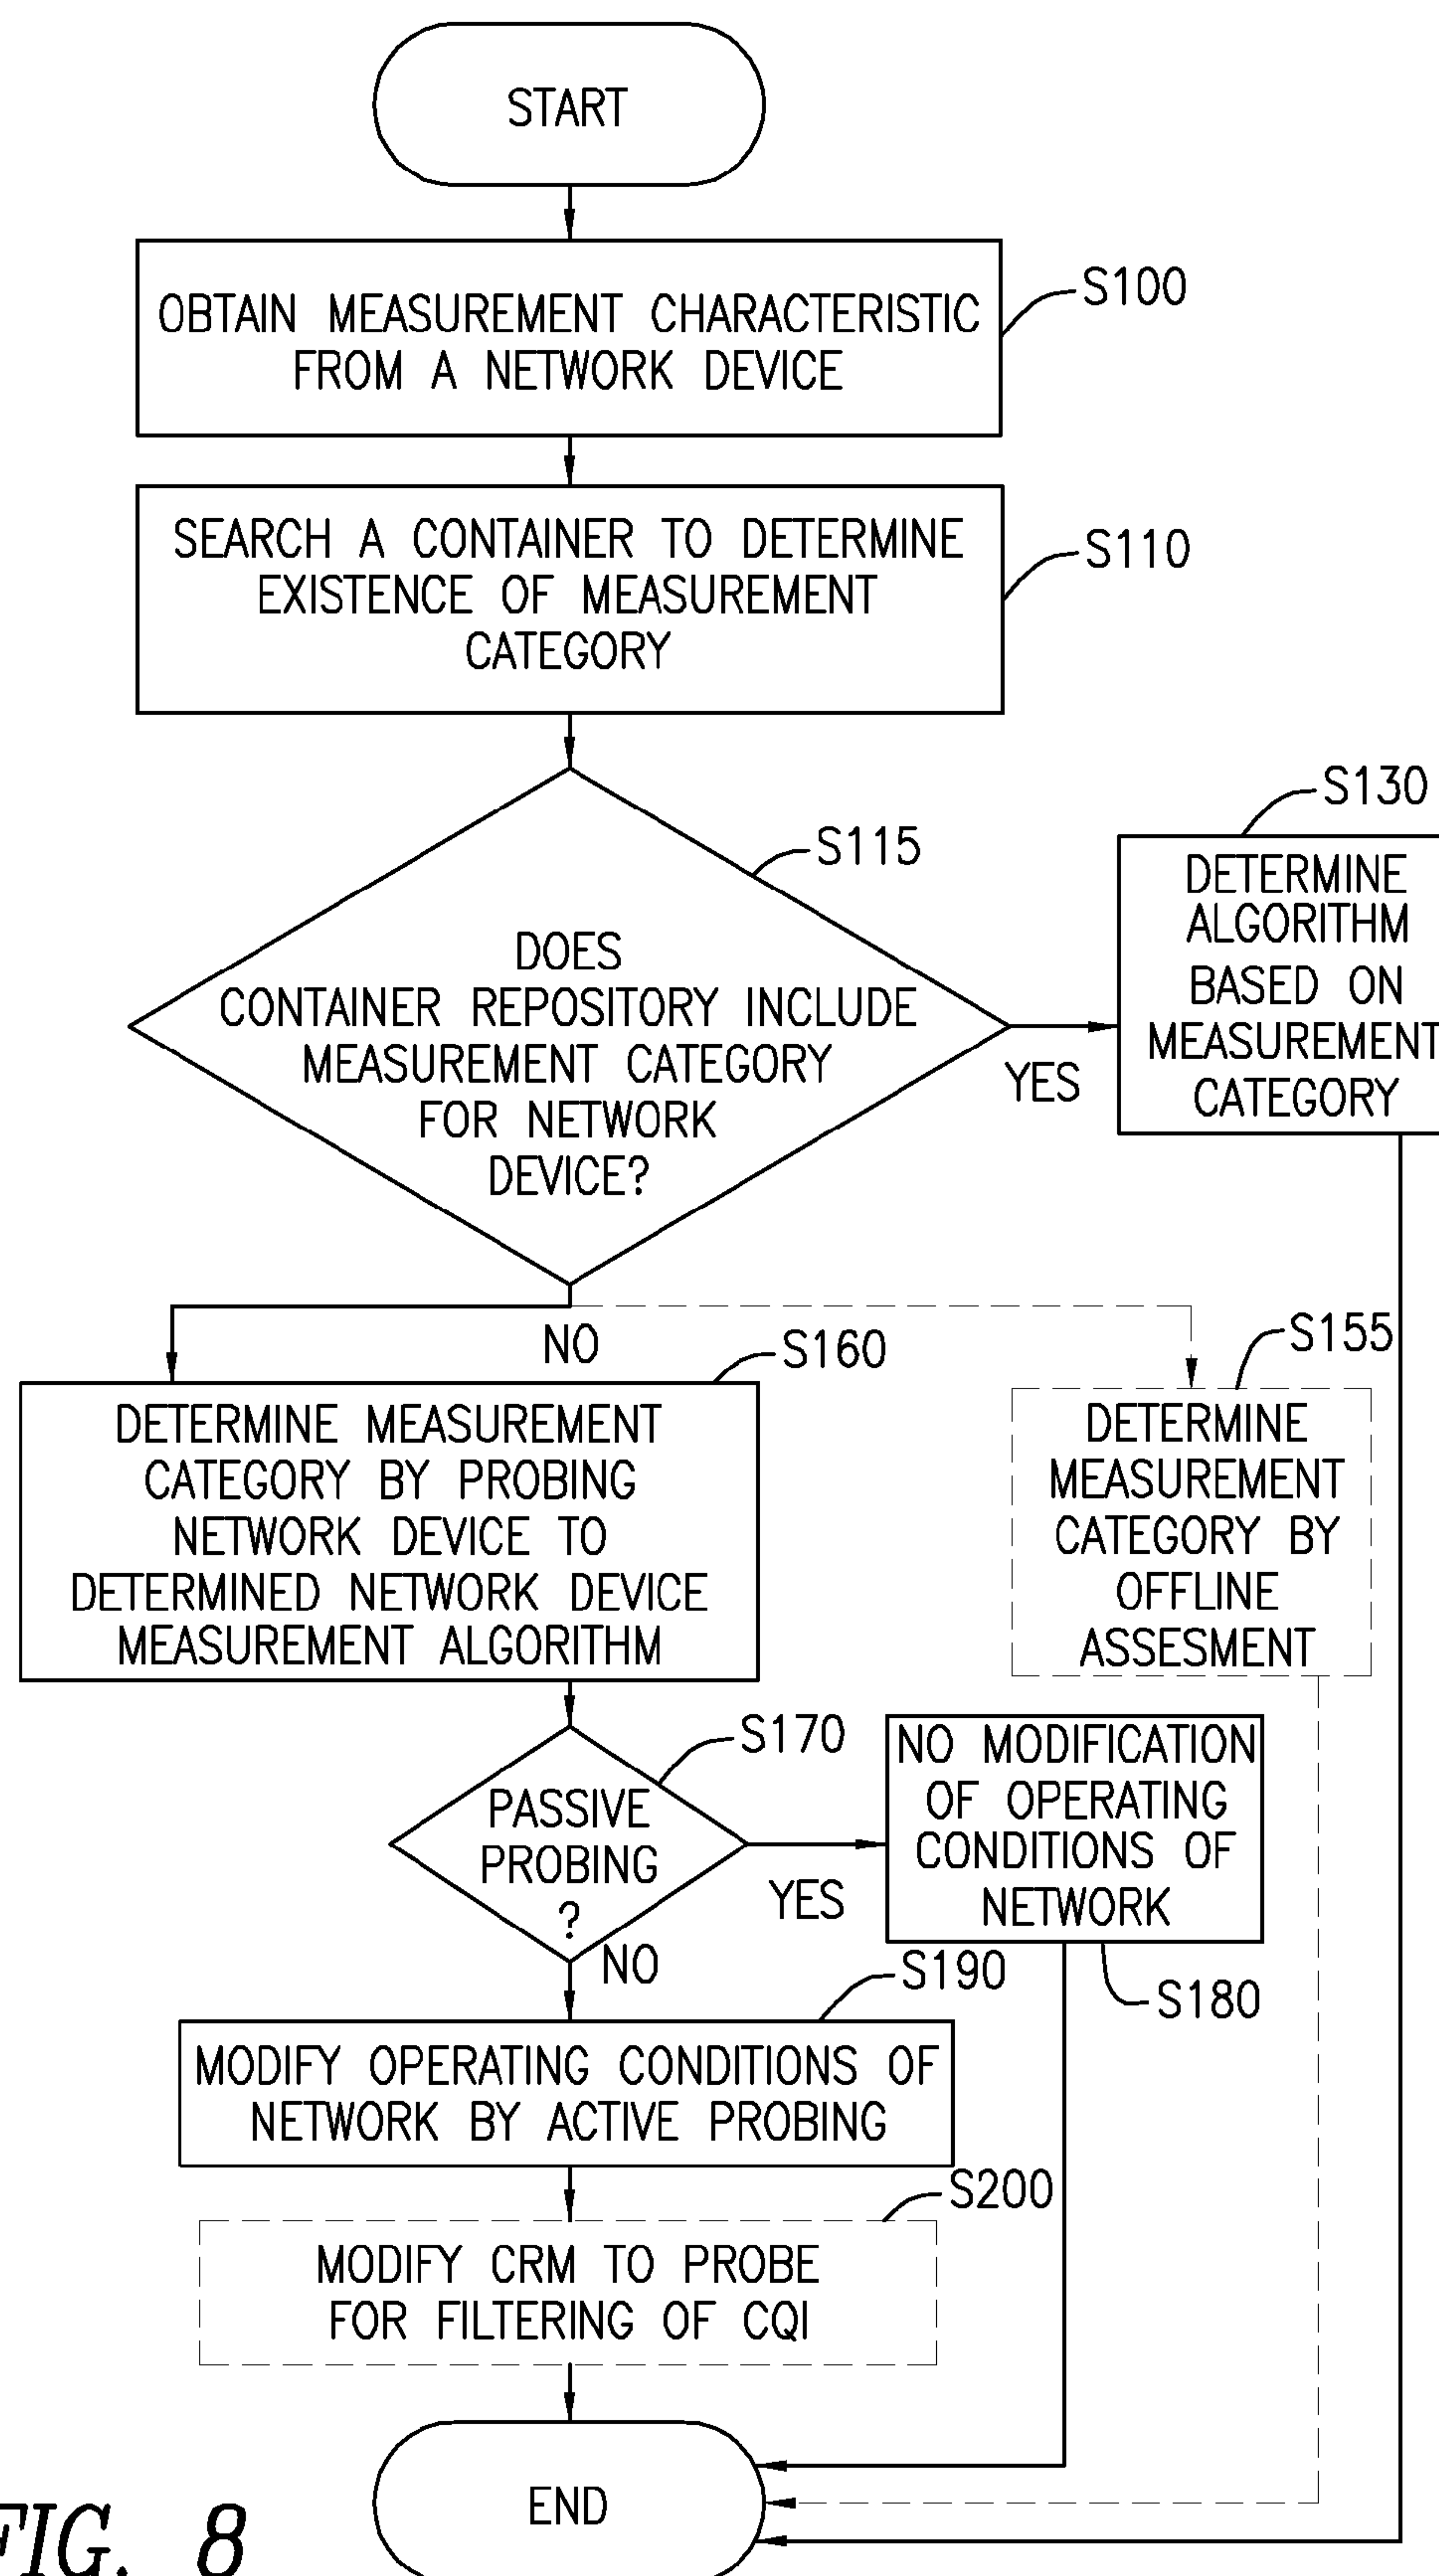 START
OBTAIN MEASUREMENT CHARACTERISTIC
FROM A NETWORK DEVICE
S100
SEARCH A CONTAINER TO DETERMINE
EXISTENCE OF MEASUREMENT
CATEGORY
S110
S115
DOES
CONTAINER REPOSITORY INCLUDE
MEASUREMENT CATEGORY
FOR NETWORK
DEVICE?
YES
S130
DETERMINE
ALGORITHM
BASED ON
MEASUREMENT
CATEGORY
NO
S160
DETERMINE MEASUREMENT
CATEGORY BY PROBING
NETWORK DEVICE TO
DETERMINED NETWORK DEVICE
MEASUREMENT ALGORITHM
S155
DETERMINE
MEASUREMENT
CATEGORY BY
OFFLINE
ASSESMENT
S170
PASSIVE
PROBING
?
YES
NO MODIFICATION
OF OPERATING
CONDITIONS OF
NETWORK
S180
NO
S190
MODIFY OPERATING CONDITIONS OF
NETWORK BY ACTIVE PROBING
S200
MODIFY CRM TO PROBE
FOR FILTERING OF CQI
END
FIG. 8